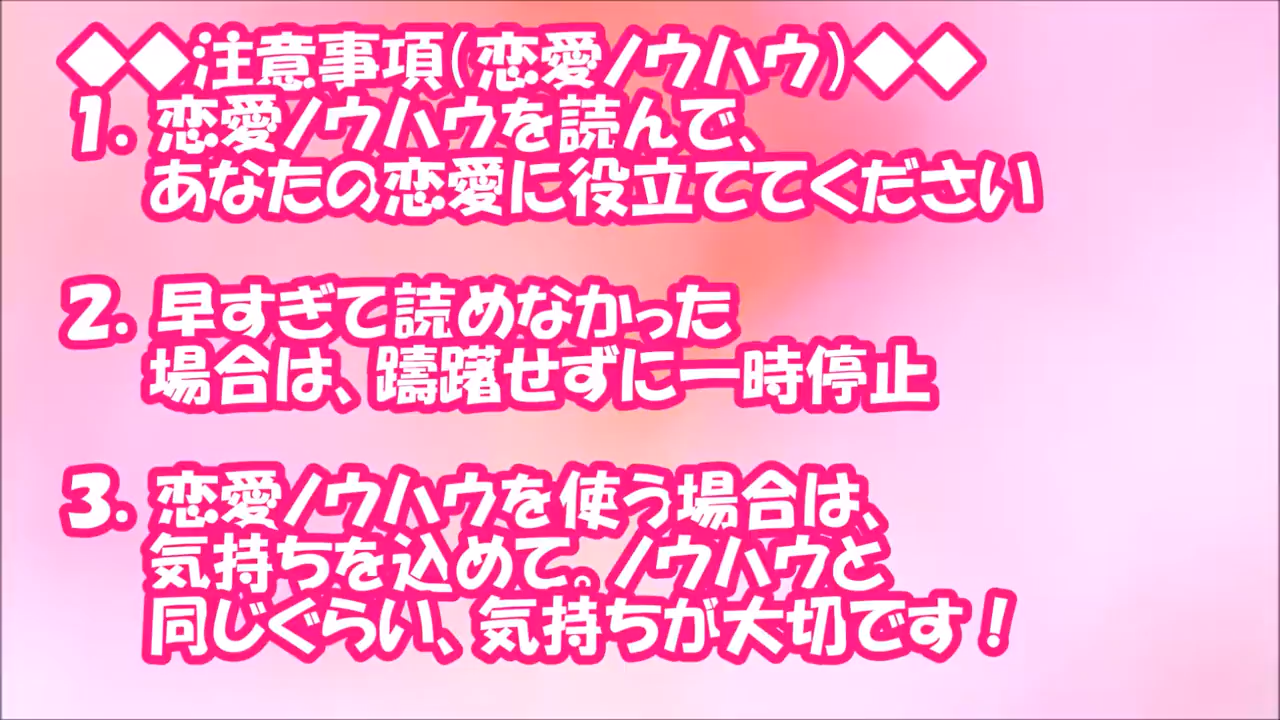 ◆◆注意事項(恋愛ノウハウ)◆◆
1. 恋愛ノウハウを読んで、
あなたの恋愛に役立ててください
2. 早すぎて読めなかった
場合は、躊躇せずに一時停止
3. 恋愛ノウハウを使う場合は、
気持ちを込めて。ノウハウと
同じぐらい、気持ちが大切です！